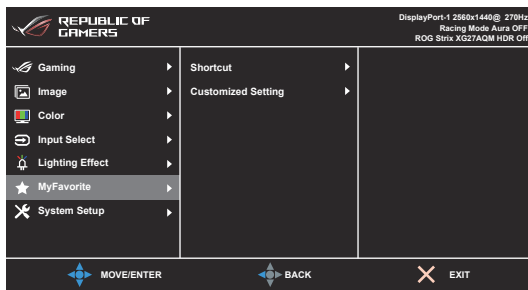 REPUBLIC OF
GAMERS
DisplayPort-1 2560x1440@ 270Hz
Racing Mode Aura OFF
ROG Strix XG27AQM HDR Off
Gaming
Image
Color
Input Select
Lighting Effect
MyFavorite
System Setup
Shortcut
Customized Setting
MOVE/ENTER
BACK
EXIT